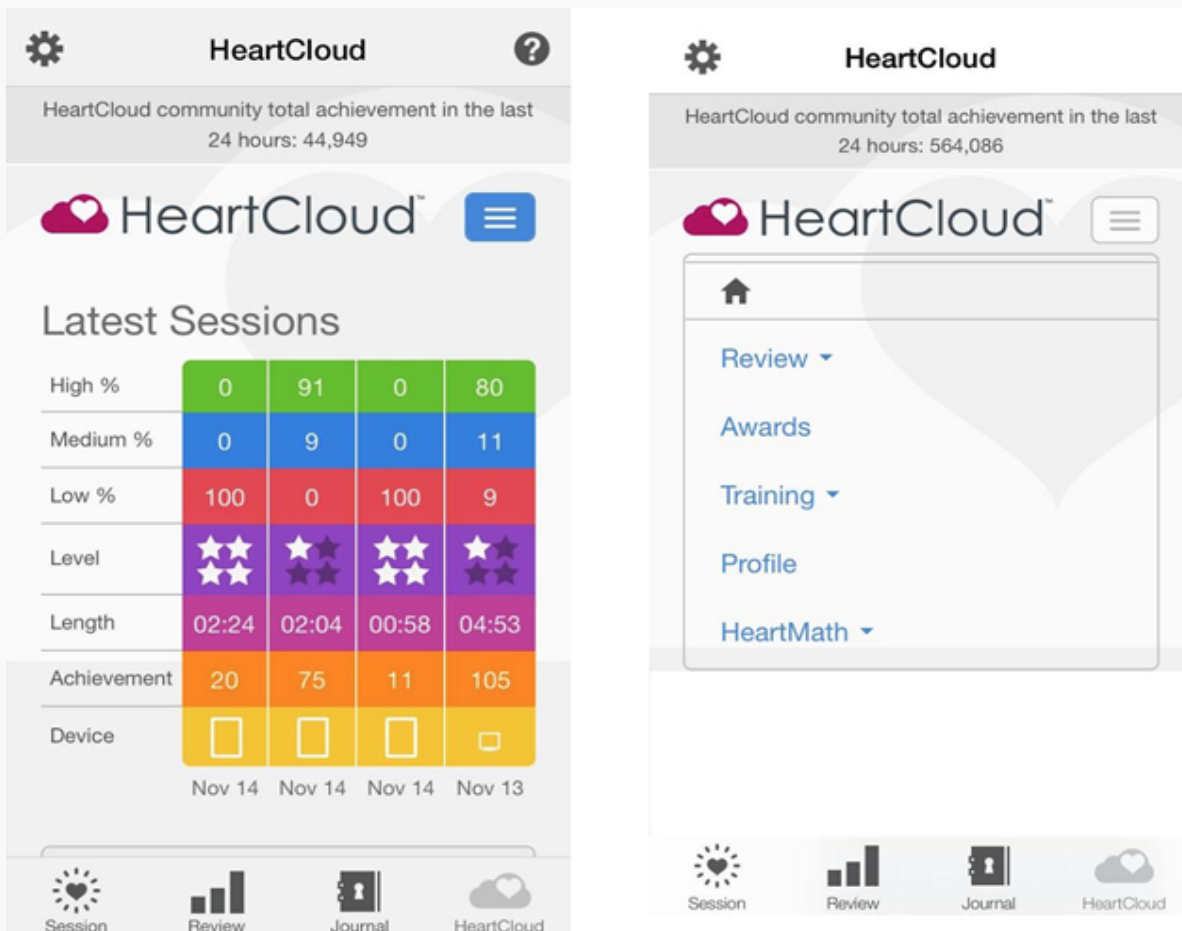 HeartCloud
HeartCloud community total achievement in the last
24 hours: 44,949
HeartCloud™
Latest Sessions
High % 0 91 0 80
Medium % 0 9 0 11
Low % 100 0 100 9
Level
Length 02:24 02:04 00:58 04:53
Achievement 20 75 11 105
Device
Nov 14 Nov 14 Nov 14 Nov 13
Session Review Journal HeartCloud
HeartCloud
HeartCloud community total achievement in the last
24 hours: 564,086
HeartCloud™
Review
Awards
Training
Profile
HeartMath
Session Review Journal HeartCloud